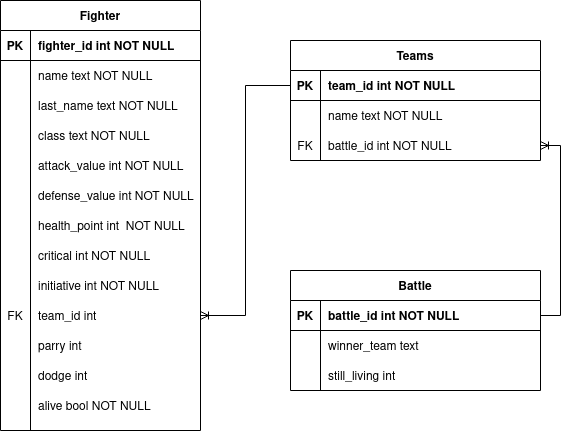 Fighter
PK fighter_id int NOT NULL
name text NOT NULL
last_name text NOT NULL
class text NOT NULL
attack_value int NOT NULL
defense_value int NOT NULL
health_point int  NOT NULL
critical int NOT NULL
initiative int NOT NULL
FK team_id int
parry int
dodge int
alive bool NOT NULL
Teams
PK team_id int NOT NULL
name text NOT NULL
FK battle_id int NOT NULL
Battle
PK battle_id int NOT NULL
winner_team text
still_living int